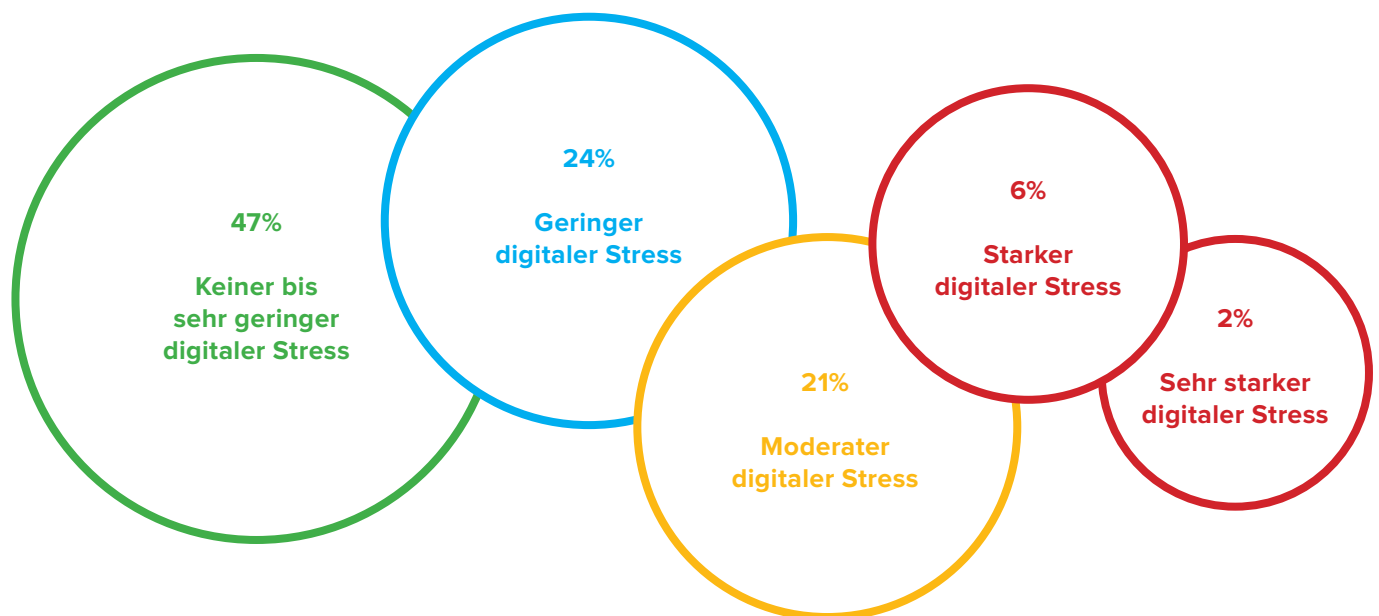 47%
Keiner bis
sehr geringer
digitaler Stress
24%
Geringer
digitaler Stress
21%
Moderater
digitaler Stress
6%
Starker
digitaler Stress
2%
Sehr starker
digitaler Stress